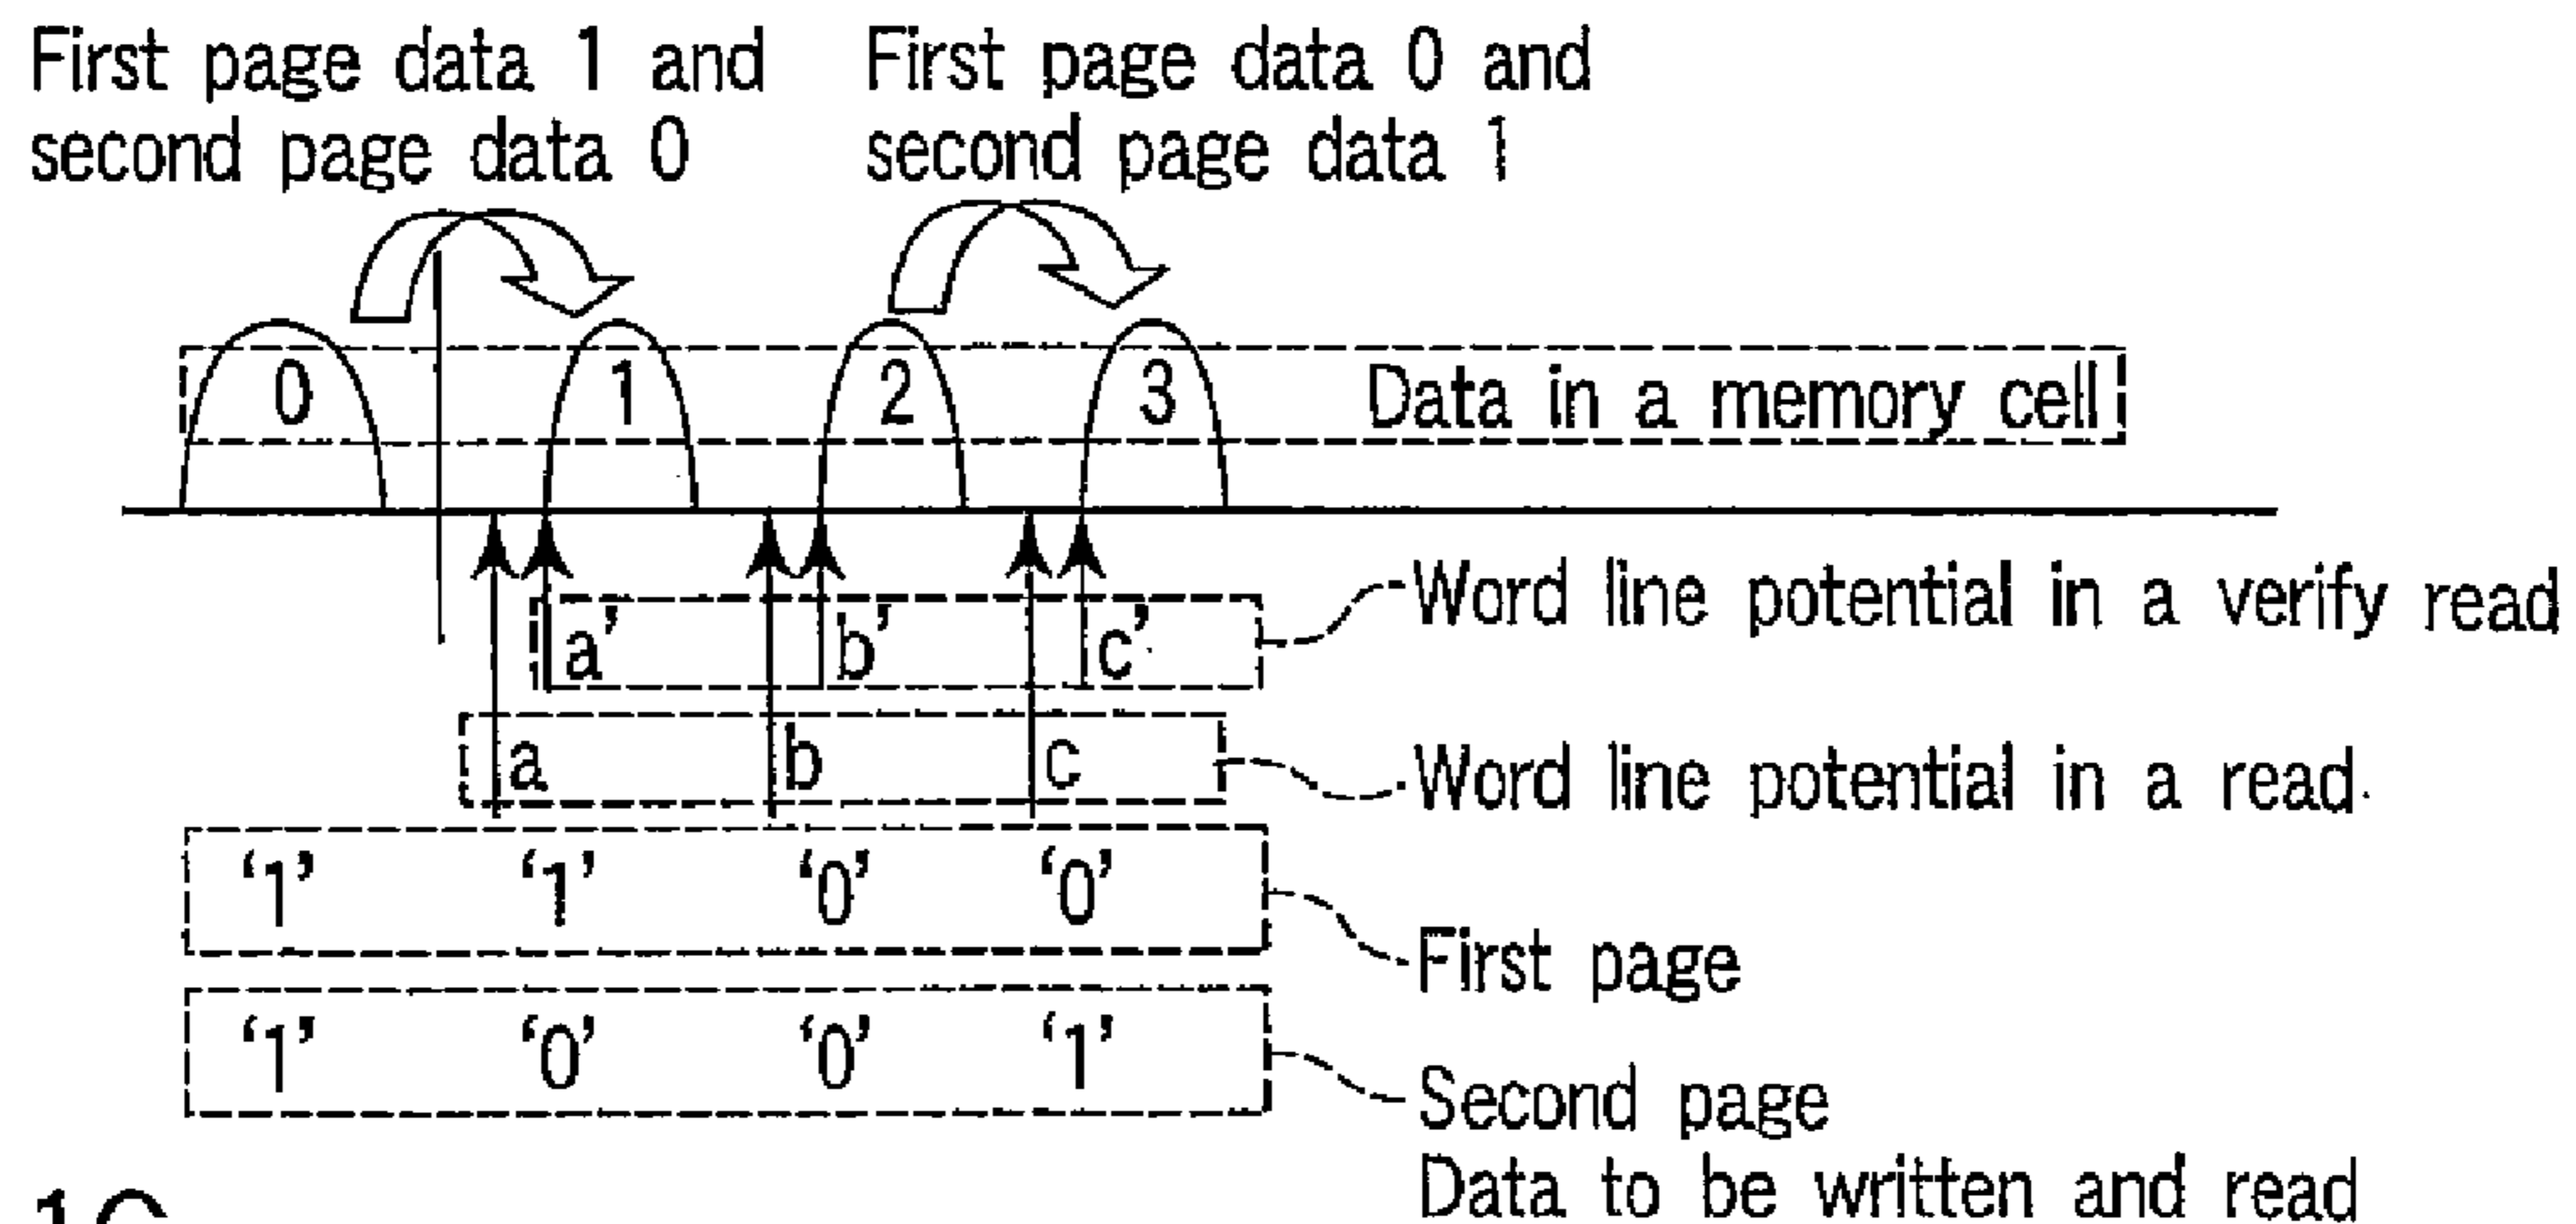 First page data 1 and
second page data 0
First page data 0 and
second page data 1
0 1 2 3 Data in a memory cell
Word line potential in a verify read
a' b' c'
a b c
Word line potential in a read
‘1’ ‘1’ ‘0’ ‘0’
First page
‘1’ ‘0’ ‘0’ ‘1’
Second page
Data to be written and read